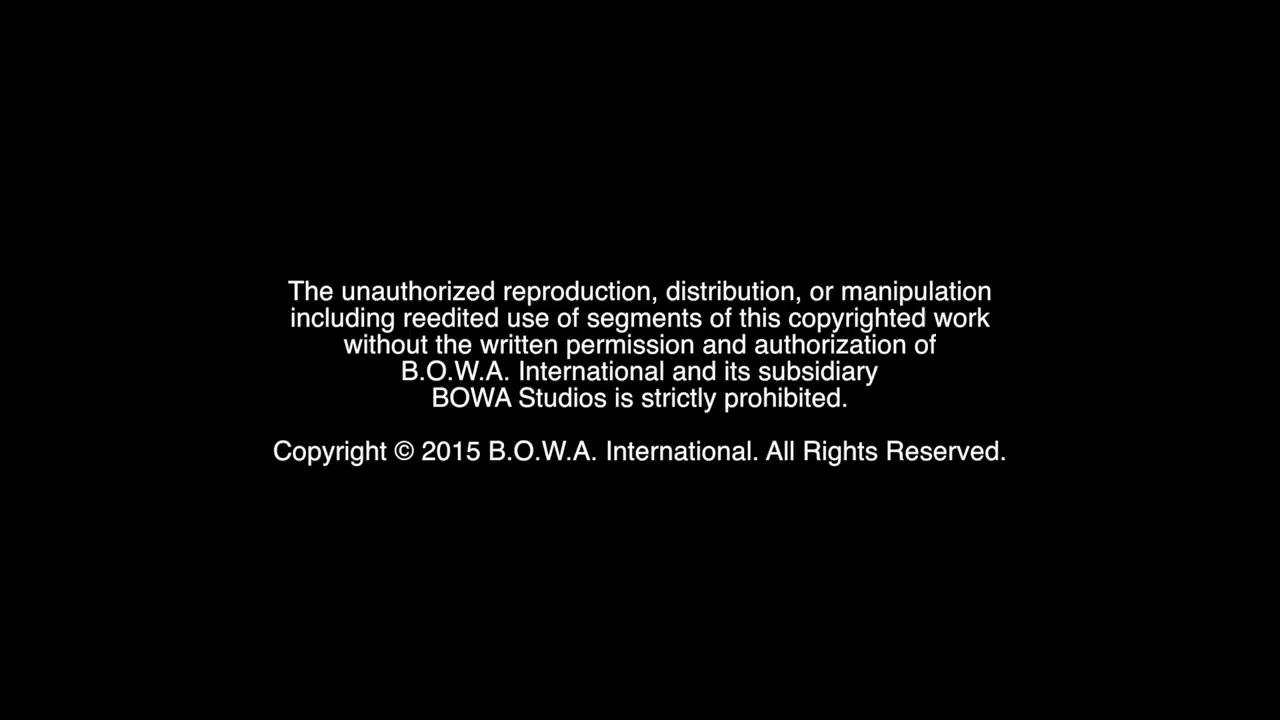 The unauthorized reproduction, distribution, or manipulation
including reedited use of segments of this copyrighted work
without the written permission and authorization of
B.O.W.A. International and its subsidiary
BOWA Studios is strictly prohibited.
Copyright © 2015 B.O.W.A. International. All Rights Reserved.